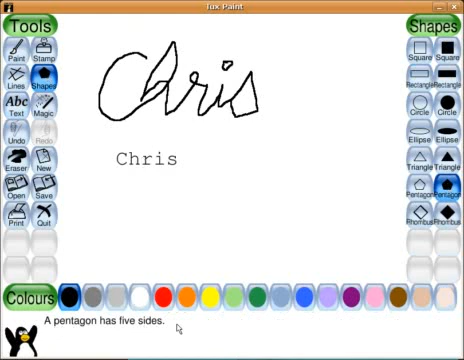 Tux Paint
Tools
Shapes
Paint Stamp
Lines Shapes
Text Magic
Undo Redo
Eraser New
Open Save
Print Quit
Abc
Chris
Chris
Square Square
Rectangle Rectangle
Circle Circle
Ellipse Ellipse
Triangle Triangle
Pentagon Pentagon
Rhombus Rhombus
Colours
A pentagon has five sides.